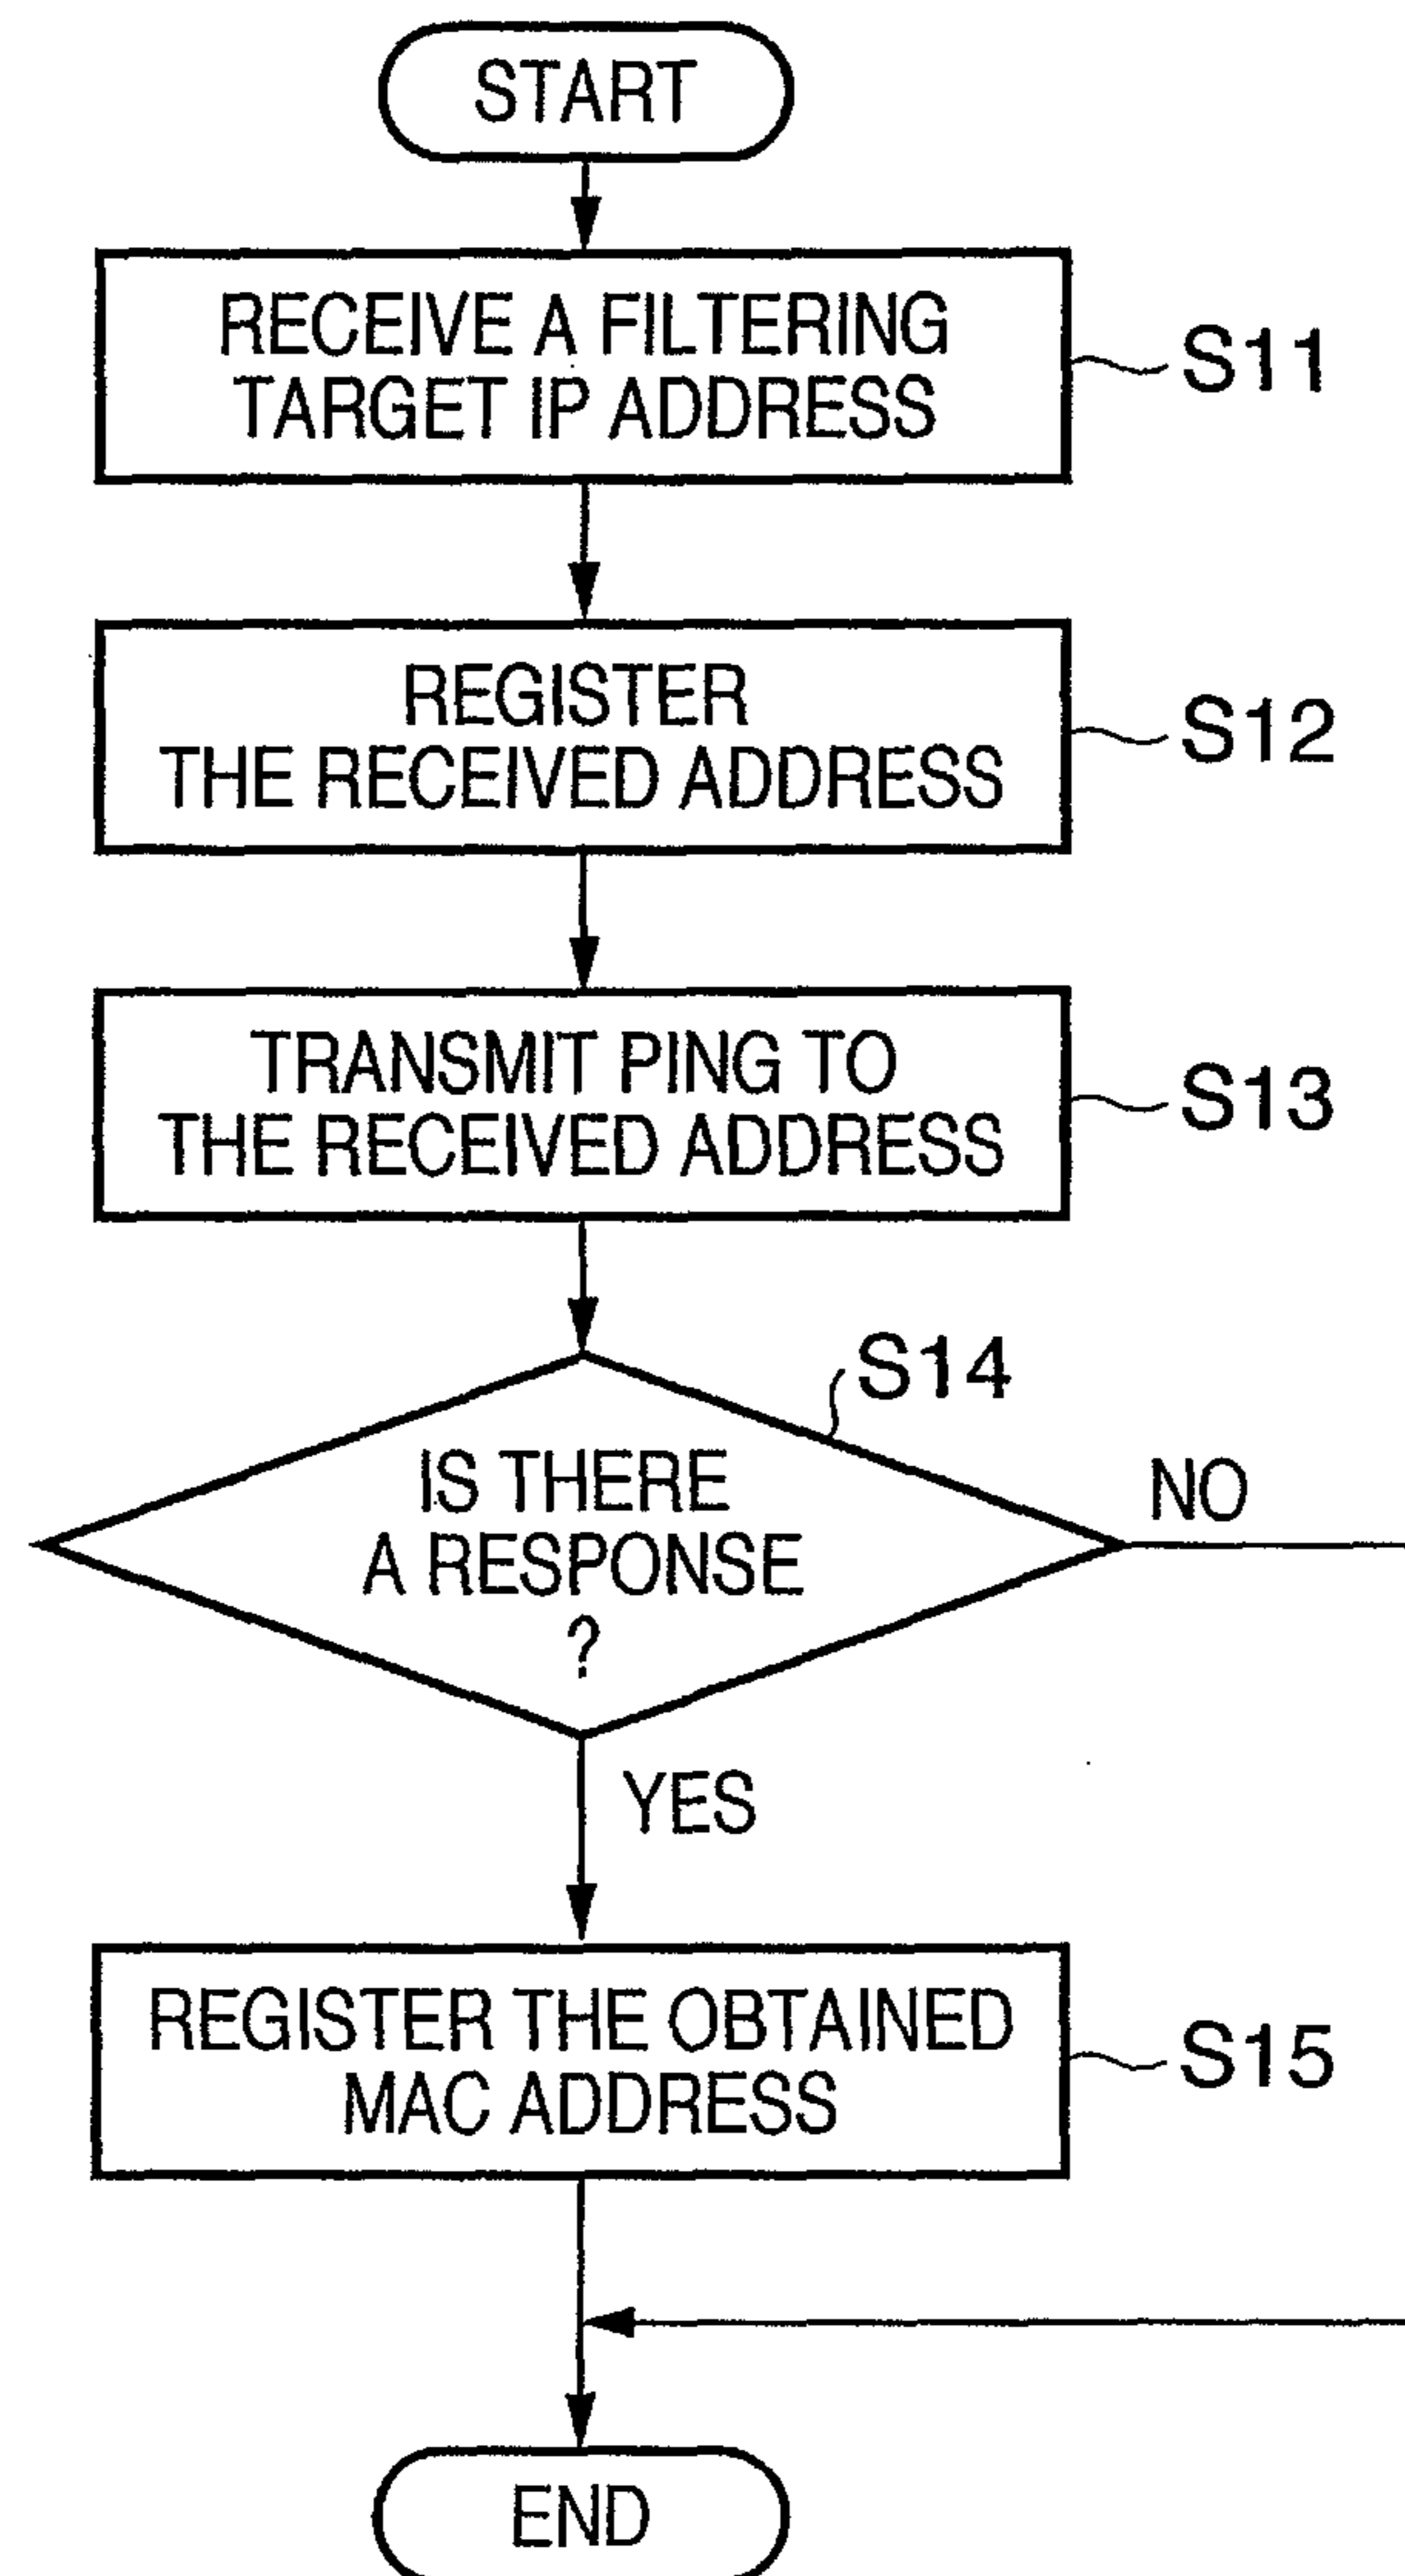 START
RECEIVE A FILTERING
TARGET IP ADDRESS
S11
REGISTER
THE RECEIVED ADDRESS
S12
TRANSMIT PING TO
THE RECEIVED ADDRESS
S13
S14
IS THERE
A RESPONSE
?
NO
YES
REGISTER THE OBTAINED
MAC ADDRESS
S15
END